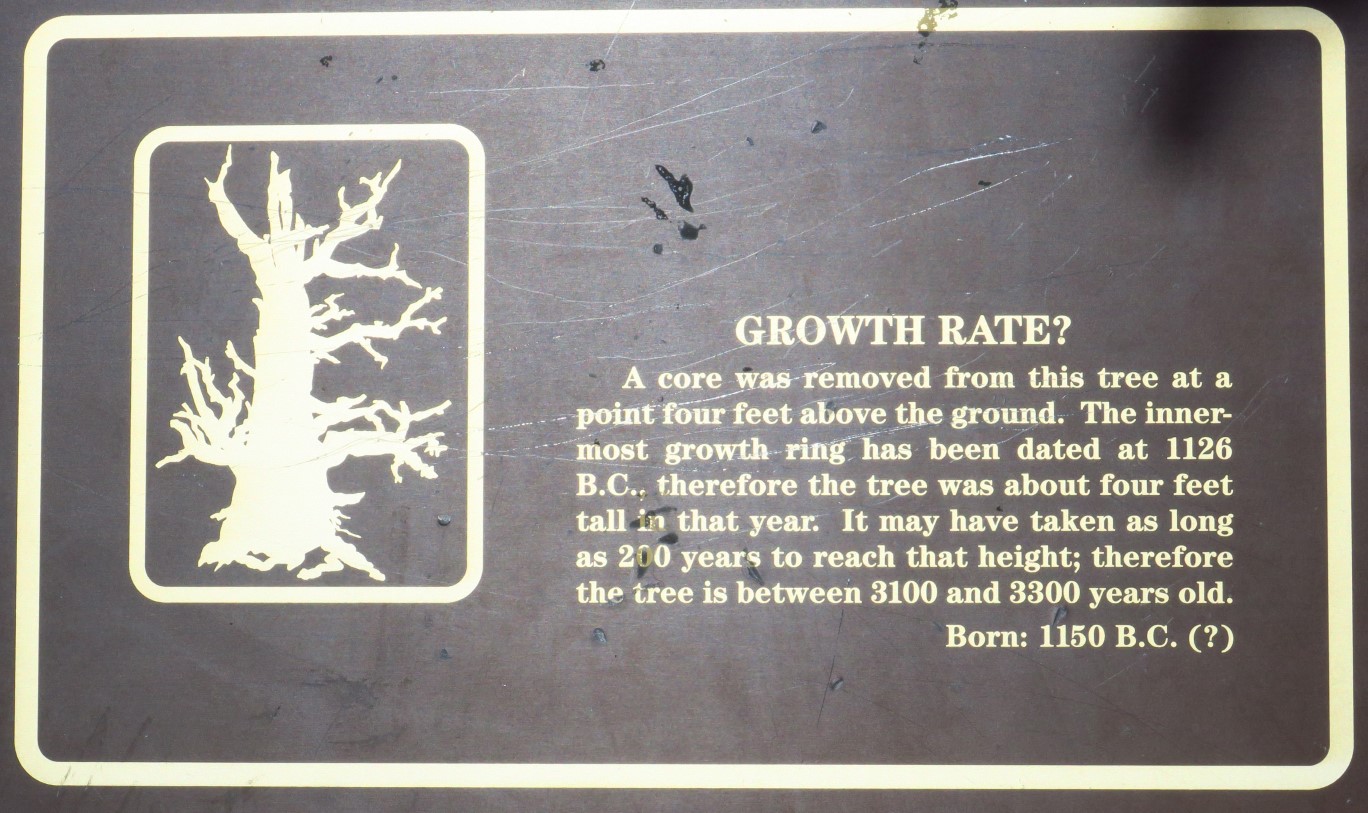 GROWTH RATE?
A core was removed from this tree at a
point four feet above the ground. The inner-
most growth ring has been dated at 1126
B.C., therefore the tree was about four feet
tall in that year. It may have taken as long
as 200 years to reach that height; therefore
the tree is between 3100 and 3300 years old.
Born: 1150 B.C. (?)